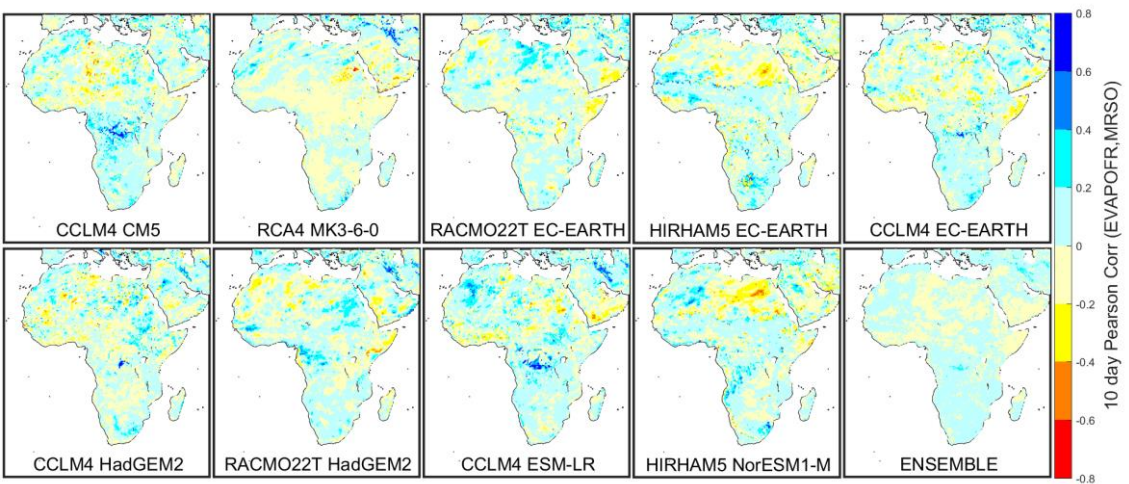 CCLM4 CM5
RCA4 MK3-6-0
RACMO22T EC-EARTH
HIRHAM5 EC-EARTH
CCLM4 EC-EARTH
CCLM4 HadGEM2
RACMO22T HadGEM2
CCLM4 ESM-LR
HIRHAM5 NorESM1-M
ENSEMBLE
0.8
0.6
0.4
0.2
0
-0.2
-0.4
-0.6
-0.8
10 day Pearson Corr (EVAPOFR,MRSO)